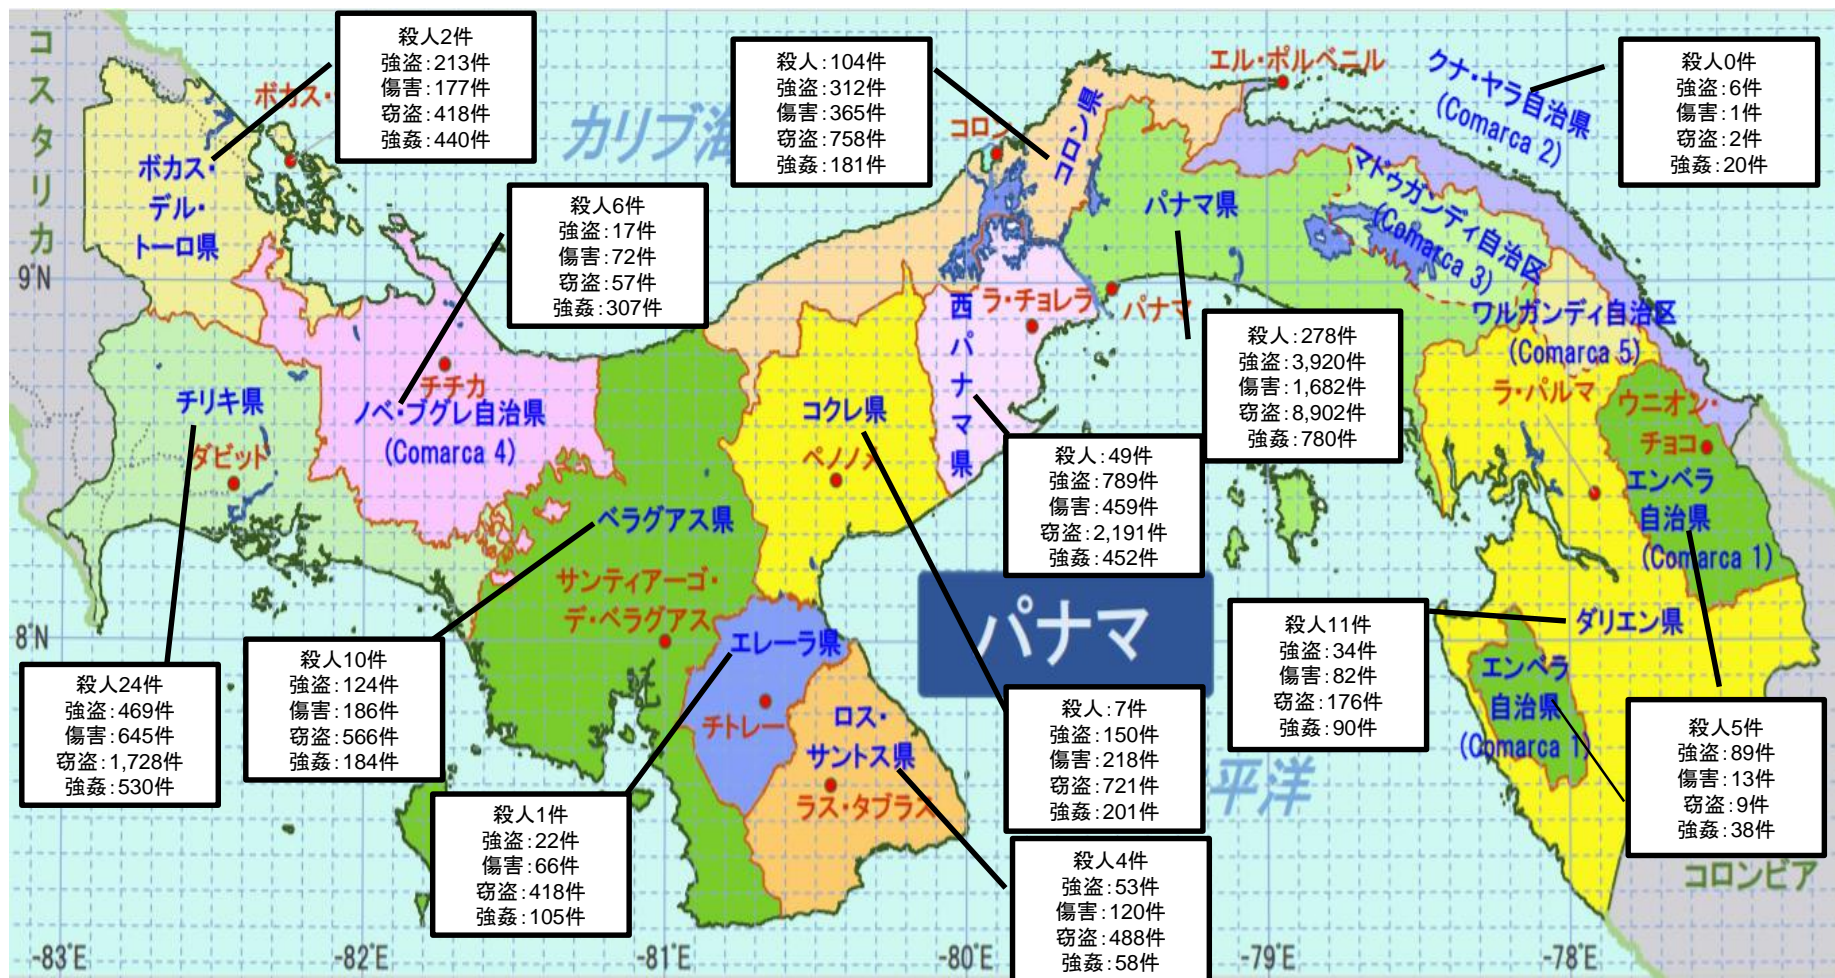 コスタリカ
殺人2件
強盗:213件
傷害:177件
窃盗:418件
強姦:440件
ボカス・
ボカス・
デル・
トーロ県
カリブ海
殺人:104件
強盗:312件
傷害:365件
窃盗:758件
強姦:181件
コロン
コロン県
エル・ポルベニル
クナ・ヤラ自治県
(Comarca 2)
殺人0件
強盗:6件
傷害:1件
窃盗:2件
強姦:20件
殺人6件
強盗:17件
傷害:72件
窃盗:57件
強姦:307件
パナマ県
マドゥガンディ自治区
(Comarca 3)
ワルガンディ自治区
(Comarca 5)
9°N
西パナマ県
ラ・チョレラ
パナマ
殺人:278件
強盗:3,920件
傷害:1,682件
窃盗:8,902件
強姦:780件
チリキ県
ダビット
チチカ
ノベ・ブグレ自治県
(Comarca 4)
コクレ県
ペノノメ
ラ・パルマ
ウニオン・
チョコ
エンベラ
自治県
(Comarca 1)
殺人:49件
強盗:789件
傷害:459件
窃盗:2,191件
強姦:452件
ベラグアス県
サンティアーゴ・
デ・ベラグアス
パナマ
8°N
エレーラ県
チトレー
ロス・
サントス県
ラス・タブラス
殺人11件
強盗:34件
傷害:82件
窃盗:176件
強姦:90件
ダリエン県
エンベラ
自治県
(Comarca 1)
殺人24件
強盗:469件
傷害:645件
窃盗:1,728件
強姦:530件
殺人10件
強盗:124件
傷害:186件
窃盗:566件
強姦:184件
殺人1件
強盗:22件
傷害:66件
窃盗:418件
強姦:105件
殺人:7件
強盗:150件
傷害:218件
窃盗:721件
強姦:201件
平洋
殺人5件
強盗:89件
傷害:13件
窃盗:9件
強姦:38件
殺人4件
強盗:53件
傷害:120件
窃盗:488件
強姦:58件
コロンビア
-83°E
-82°E
-81°E
-80°E
-79°E
-78°E